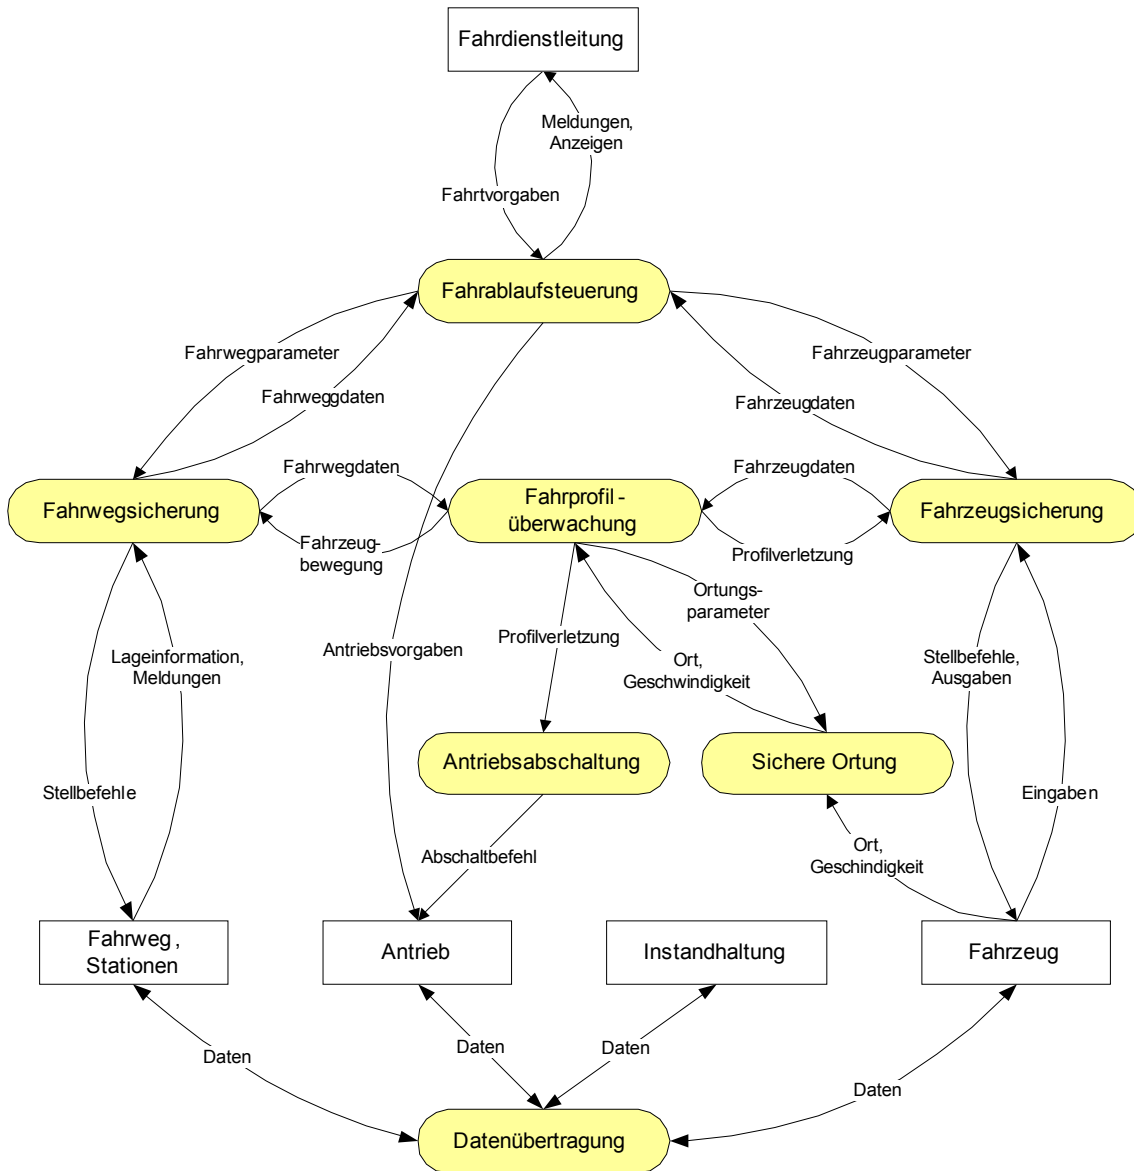 Fahrdienstleitung
Meldungen,
Anzeigen
Fahrtvorgaben
Fahrablaufsteuerung
Fahrwegparameter
Fahrzeugparameter
Fahrweggdaten
Fahrzeugdaten
Fahrwegdaten
Fahrzeugdaten
Fahrwegsicherung
Fahrprofil-
überwachung
Fahrzeugsicherung
Fahrzeug-
bewegung
Profilverletzung
Ortungs-
parameter
Profilverletzung
Antriebsvorgaben
Lageinformation,
Meldungen
Ort,
Geschwindigkeit
Stellbefehle,
Ausgaben
Antriebsabschaltung
Sichere Ortung
Stellbefehle
Eingaben
Abschaltbefehl
Ort,
Geschindigkeit
Fahrweg,
Stationen
Antrieb
Instandhaltung
Fahrzeug
Daten
Daten
Daten
Daten
Datenübertragung